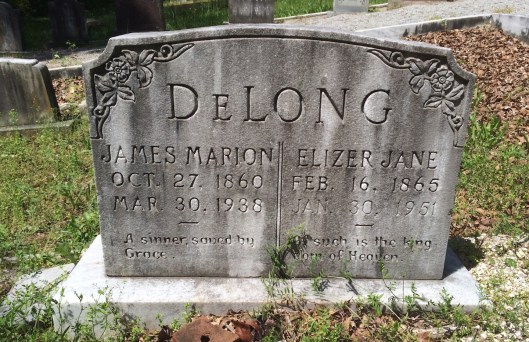 DeLONG
JAMES MARION
OCT. 27. 1860
MAR. 30. 1938
A sinner, saved by
Grace
ELIZER JANE
FEB. 16. 1865
JAN. 30. 1951
Of such is the king
dom of Heaven